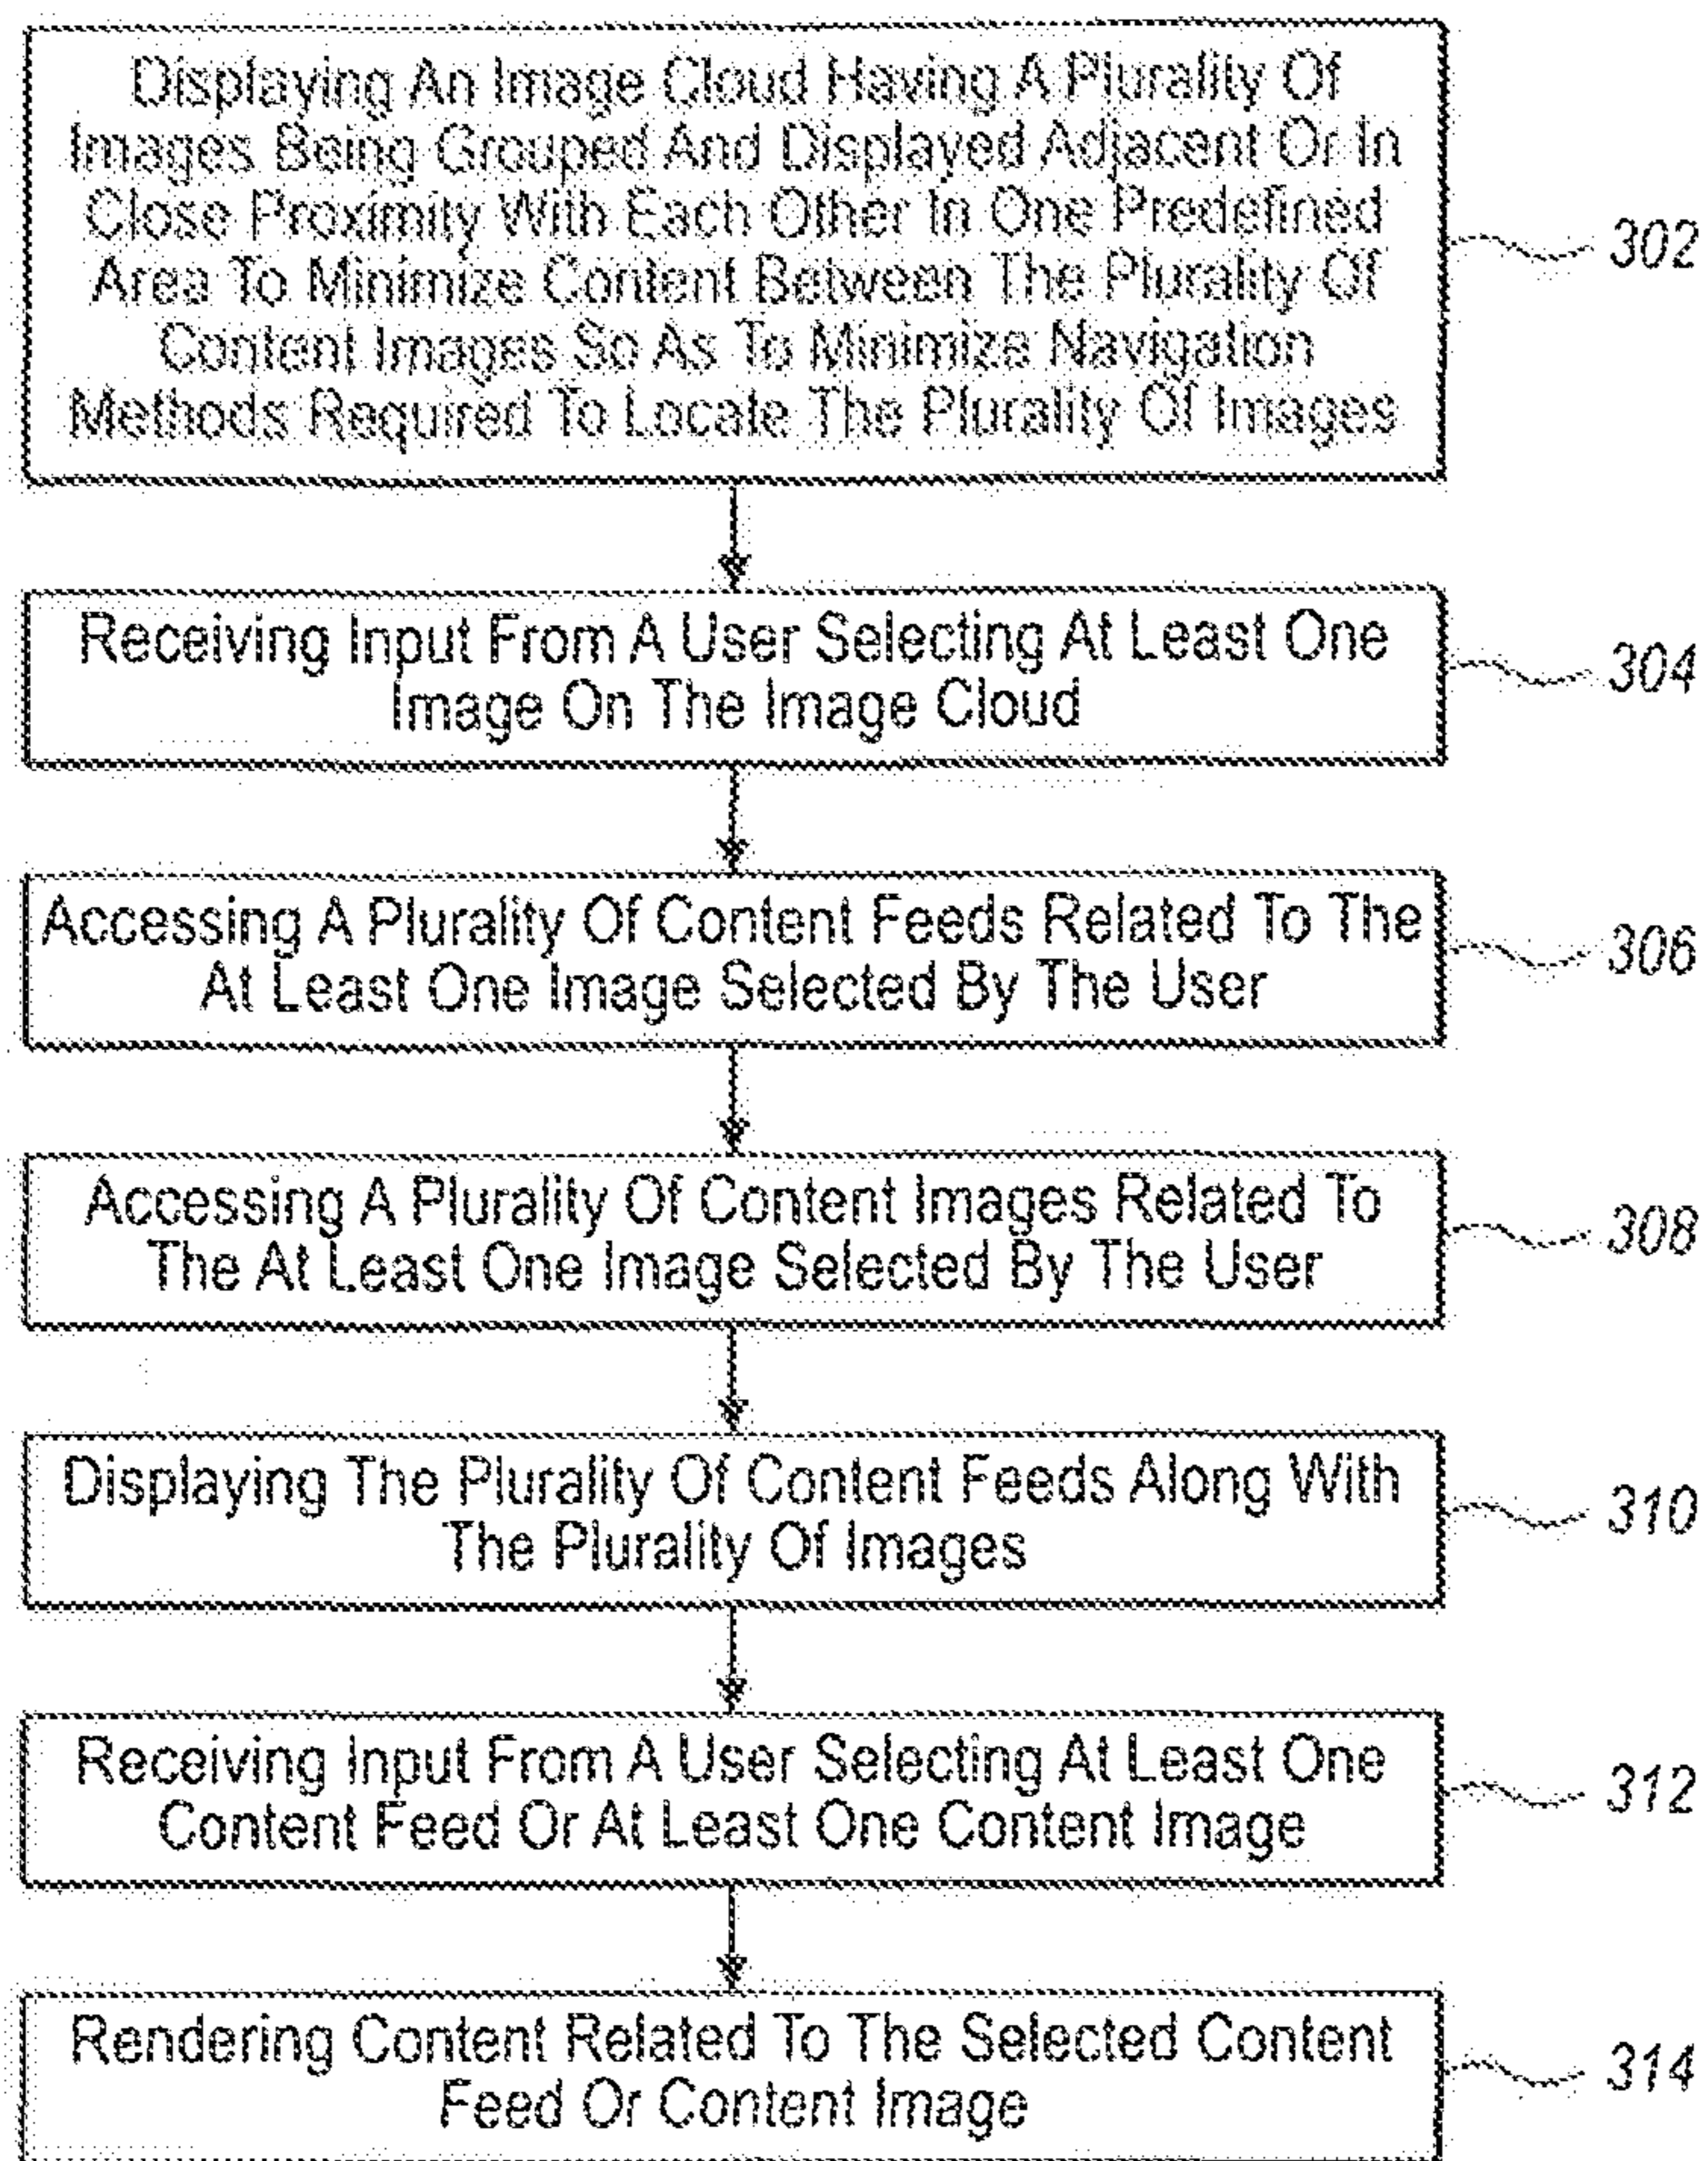 Displaying An Image Cloud Having A Plurality Of
Images Being Grouped And Displayed Adjacent Or In
Close Proximity With Each Other In One Predefined
Area To Minimize Content Between The Plurality Of
Content Images So As To Minimize Navigation
Methods Required To Locate The Plurality Of Images
302
Receiving Input From A User Selecting At Least One
Image On The Image Cloud
304
Accessing A Plurality Of Content Feeds Related To The
At Least One Image Selected By The User
306
Accessing A Plurality Of Content Images Related To
The At Least One Image Selected By The User
308
Displaying The Plurality Of Content Feeds Along With
The Plurality Of Images
310
Receiving Input From A User Selecting At Least One
Content Feed Or At Least One Content Image
312
Rendering Content Related To The Selected Content
Feed Or Content Image
314